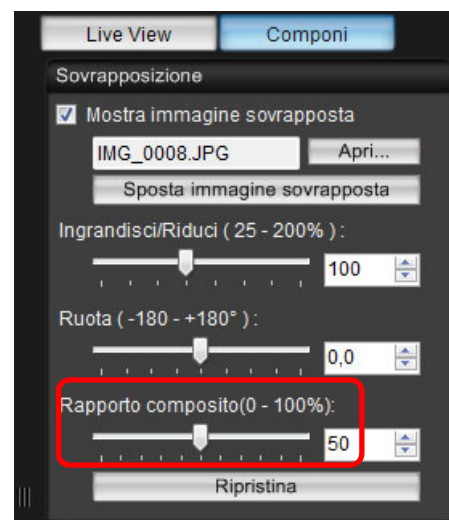 Live View Componi
Sovrapposizione
Mostra immagine sovrapposta
IMG_0008.JPG Apri...
Sposta immagine sovrapposta
Ingrandisci/Riduci ( 25 - 200% ) :
100
Ruota ( -180 - +180° ) :
0,0
Rapporto composito(0 - 100%):
50
Ripristina